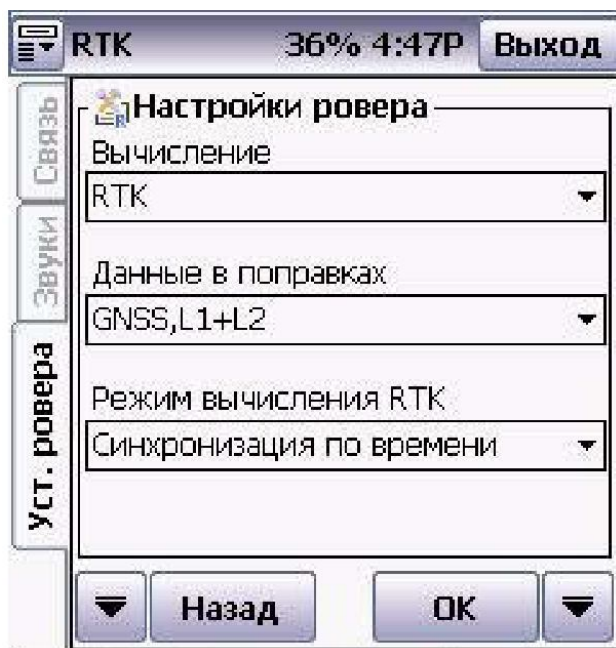 RTK 36% 4:47P Выход
Связь
Звуки
Уст. ровера
Настройки ровера
Вычисление
RTK
Данные в поправках
GNSS,L1+L2
Режим вычисления RTK
Синхронизация по времени
Назад OK